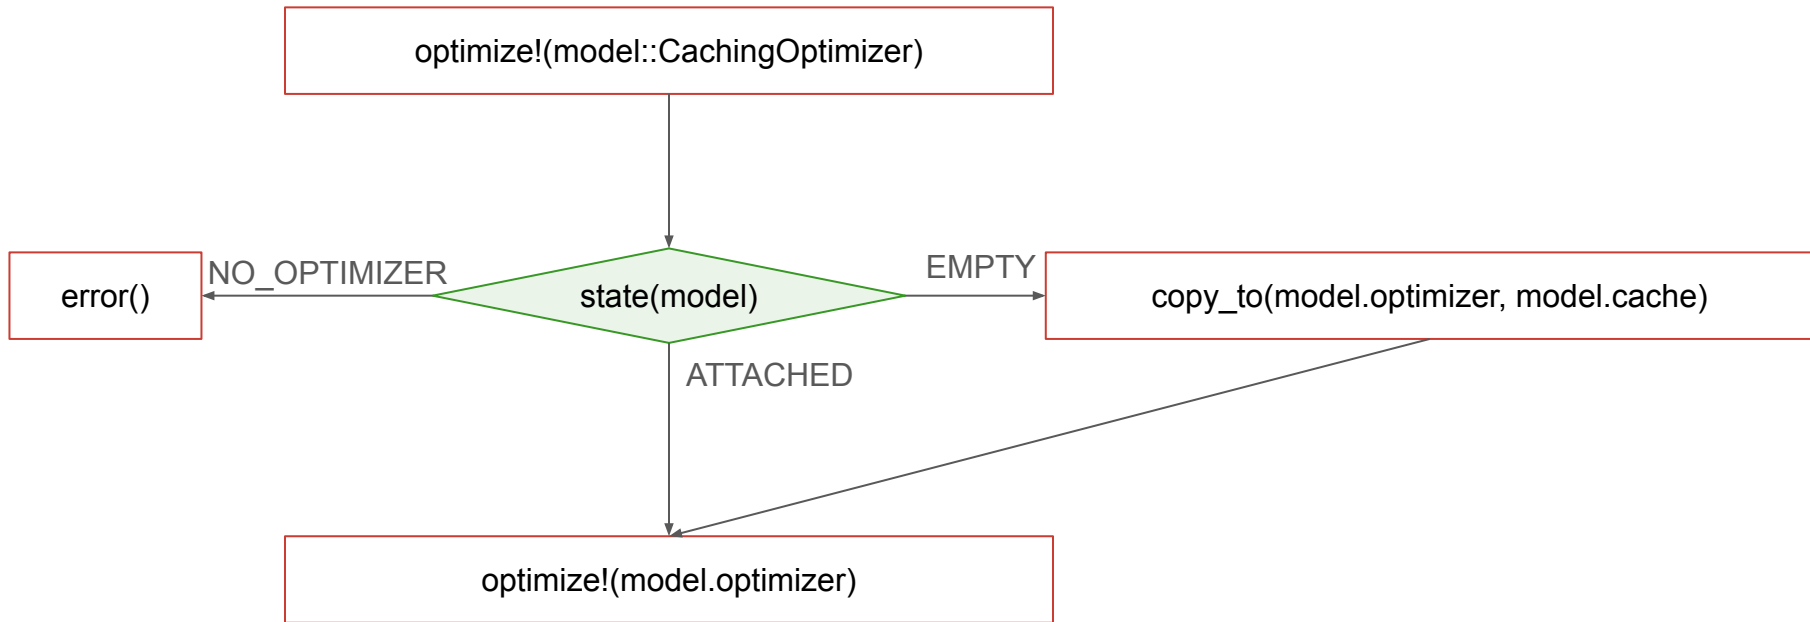 optimize!(model::CachingOptimizer)
NO_OPTIMIZER
EMPTY
error()
state(model)
copy_to(model.optimizer, model.cache)
ATTACHED
optimize!(model.optimizer)